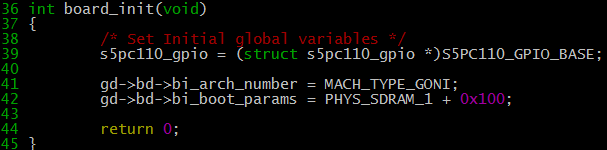 36 int board_init(void)
37 {
38         /* Set Initial global variables */
39         s5pc110_gpio = (struct s5pc110_gpio *)S5PC110_GPIO_BASE;
40
41         gd->bd->bi_arch_number = MACH_TYPE_GONI;
42         gd->bd->bi_boot_params = PHYS_SDRAM_1 + 0x100;
43
44         return 0;
45 }